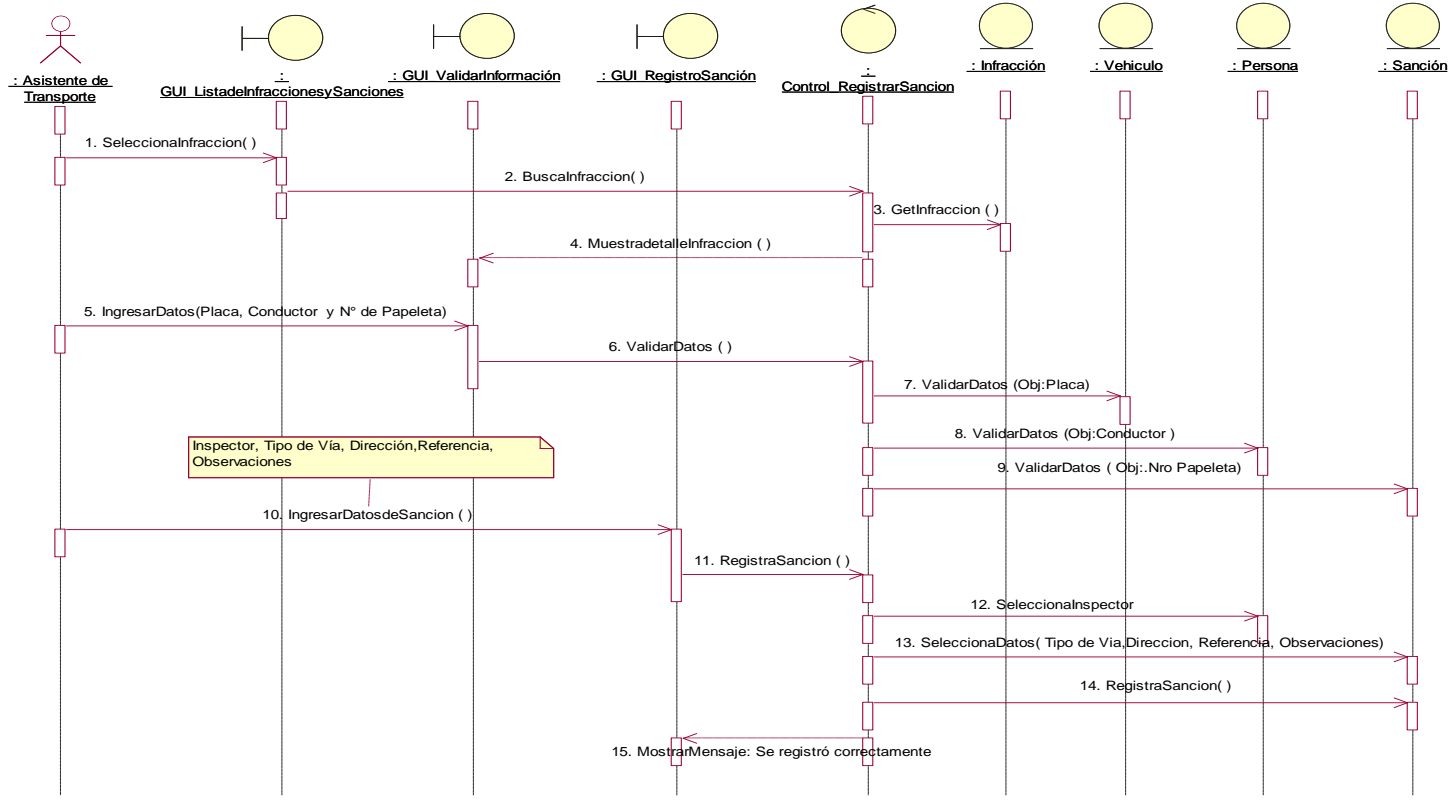 : Asistente de
Transporte
:
GUI_ListadeInfraccionesySanciones
: GUI_ValidarInformación
: GUI_RegistroSanción
:
Control_RegistrarSancion
: Infracción
: Vehiculo
: Persona
: Sanción
1. SeleccionaInfraccion( )
2. BuscaInfraccion( )
3. GetInfraccion ( )
4. MuestradetalleInfraccion ( )
5. IngresarDatos(Placa, Conductor y Nº de Papeleta)
6. ValidarDatos ( )
7. ValidarDatos (Obj:Placa)
8. ValidarDatos (Obj:Conductor )
9. ValidarDatos ( Obj:.Nro Papeleta)
Inspector, Tipo de Vía, Dirección,Referencia,
Observaciones
10. IngresarDatosdeSancion ( )
11. RegistraSancion ( )
12. SeleccionaInspector
13. SeleccionaDatos( Tipo de Via,Direccion, Referencia, Observaciones)
14. RegistraSancion( )
15. MostrarMensaje: Se registró correctamente